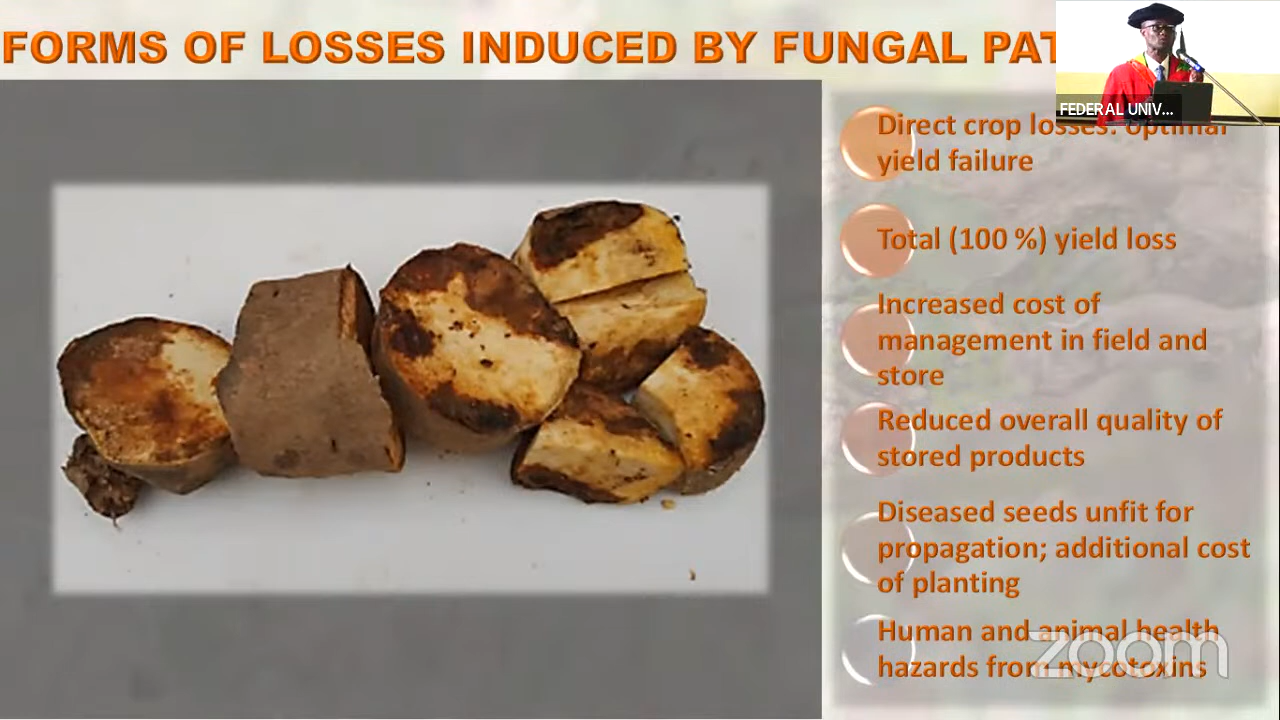 FORMS OF LOSSES INDUCED BY FUNGAL PAT
FEDERAL UNIV...
Direct crop losses: optimal
yield failure
Total (100 %) yield loss
Increased cost of
management in field and
store
Reduced overall quality of
stored products
Diseased seeds unfit for
propagation; additional cost
of planting
Human and animal health
hazards from mycotoxins
zoom